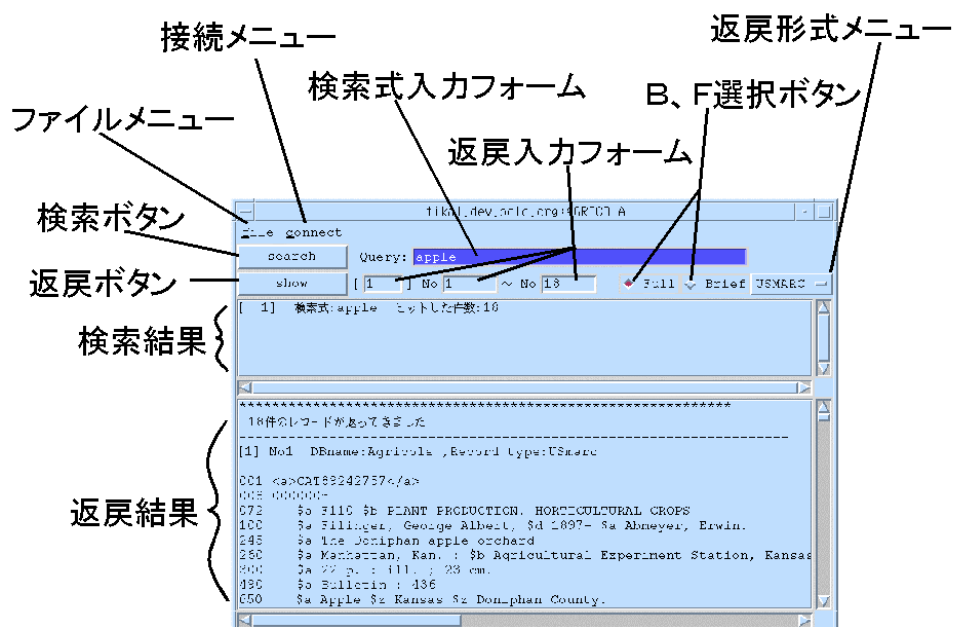 接続メニュー
返戻形式メニュー
検索式入力フォーム
B、F選択ボタン
ファイルメニュー
返戻入力フォーム
検索ボタン
返戻ボタン
検索結果
返戻結果
file connect
search Query: apple
show [ 1 ] No 1 ~ No 18 Full Brief USMARC
[ 1] 検索式:apple ヒットした件数:18
************************************************************
18件のレコードが返ってきました
[1] No1 DBname:Agricola ,Record type:USmarc
001 <a>CAT89242757</a>
072 $a F110 $b PLANT PRODUCTION, HORTICULTURAL CROPS
100 $a Filinger, George Albert, $d 1897- $a Abmeyer, Erwin.
245 $a The Doniphan apple orchard
260 $a Manhattan, Kan. : $b Agricultural Experiment Station, Kansas
300 $a 22 p. : ill. ; 23 cm.
490 $a Bulletin ; 436
650 $a Apple $z Kansas $z Doniphan County.